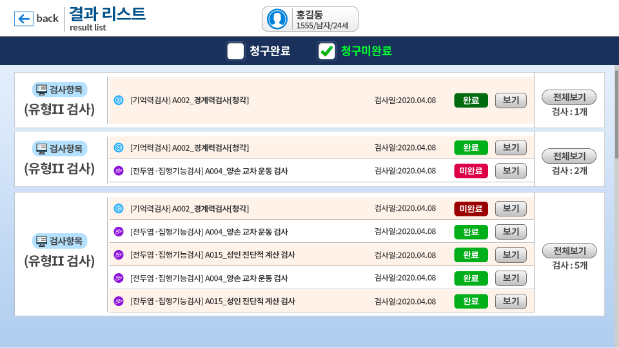 back
결과 리스트
result list
홍길동
1555/남자/24세
청구완료
청구미완료
검사항목
(유형II 검사)
[기억력검사] A002_경계력검사[청각]
검사일:2020.04.08
완료
보기
전체보기
검사 : 1개
검사항목
(유형II 검사)
[기억력검사] A002_경계력검사[청각]
검사일:2020.04.08
완료
보기
[전두엽·집행기능검사] A004_양손 교차 운동 검사
검사일:2020.04.08
미완료
보기
전체보기
검사 : 2개
검사항목
(유형II 검사)
[기억력검사] A002_경계력검사[청각]
검사일:2020.04.08
미완료
보기
[전두엽·집행기능검사] A004_양손 교차 운동 검사
검사일:2020.04.08
완료
보기
[전두엽·집행기능검사] A015_성인 진단적 계산 검사
검사일:2020.04.08
완료
보기
[전두엽·집행기능검사] A004_양손 교차 운동 검사
검사일:2020.04.08
완료
보기
[전두엽·집행기능검사] A015_성인 진단적 계산 검사
검사일:2020.04.08
완료
보기
전체보기
검사 : 5개